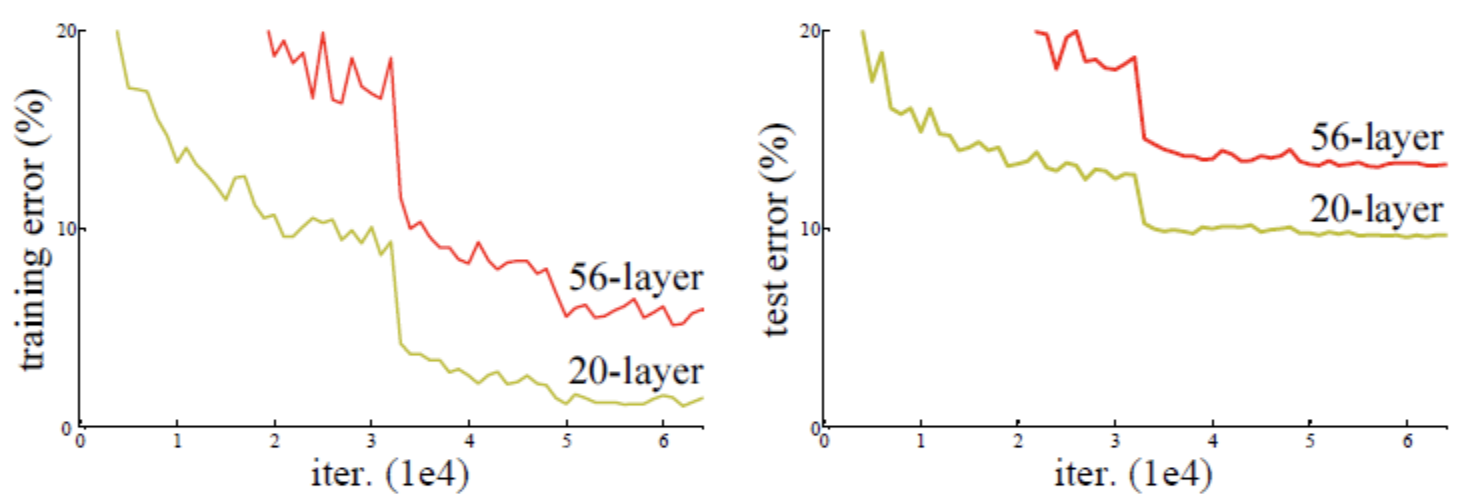 training error (%)
20
10
0
56-layer
20-layer
0 1 2 3 4 5 6
iter. (1e4)
test error (%)
20
10
0
56-layer
20-layer
0 1 2 3 4 5 6
iter. (1e4)